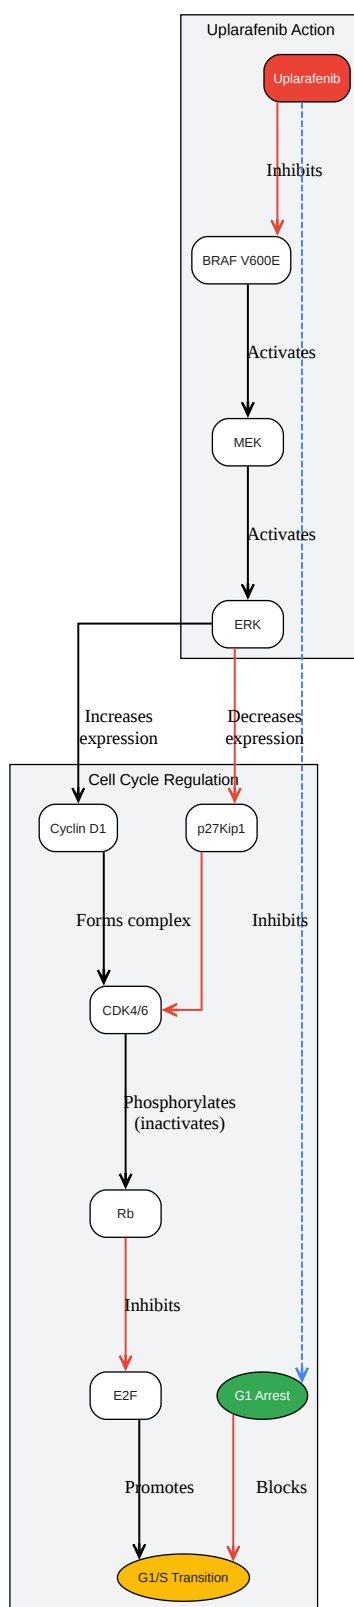 Uplarafenib Action
Uplarafenib
Inhibits
BRAF V600E
Activates
MEK
Activates
ERK
Increases
expression
Decreases
expression
Cell Cycle Regulation
Cyclin D1
p27Kip1
Forms complex
Inhibits
CDK4/6
Phosphorylates
(inactivates)
Rb
Inhibits
E2F
G1 Arrest
Promotes
Blocks
G1/S Transition